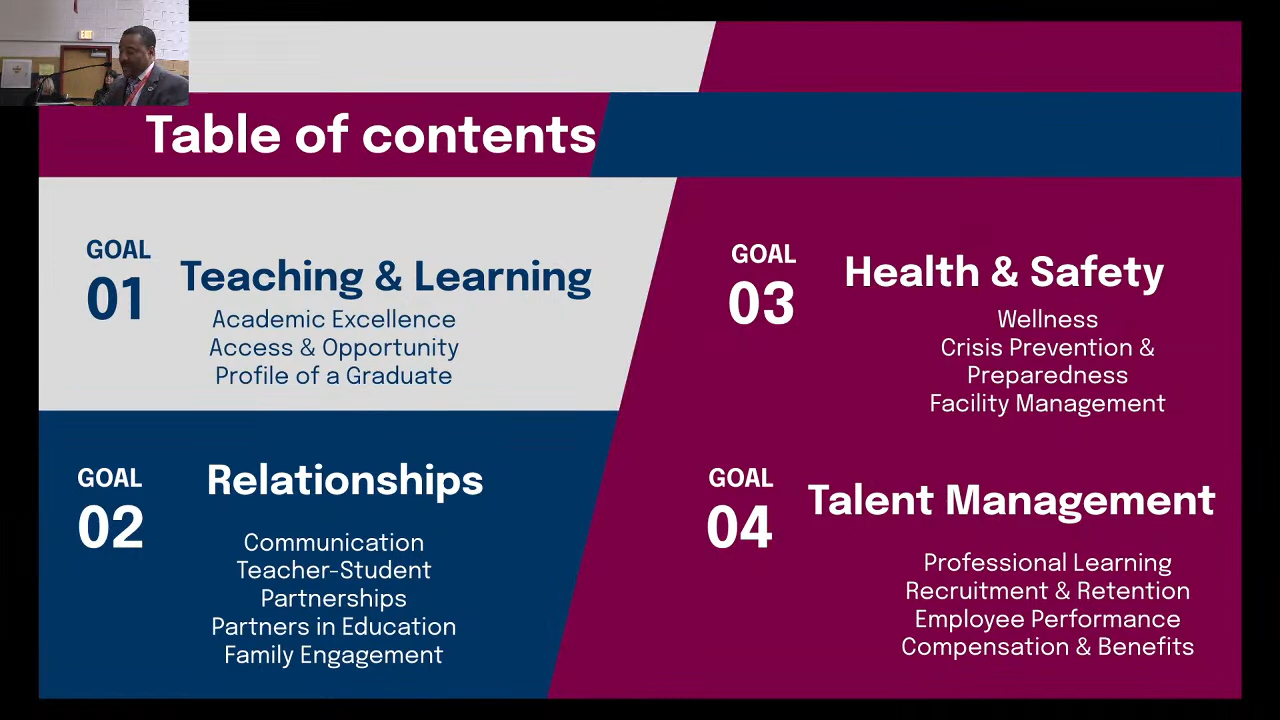 Table of contents
GOAL
01
Teaching & Learning
Academic Excellence
Access & Opportunity
Profile of a Graduate
GOAL
02
Relationships
Communication
Teacher-Student
Partnerships
Partners in Education
Family Engagement
GOAL
03
Health & Safety
Wellness
Crisis Prevention &
Preparedness
Facility Management
GOAL
04
Talent Management
Professional Learning
Recruitment & Retention
Employee Performance
Compensation & Benefits